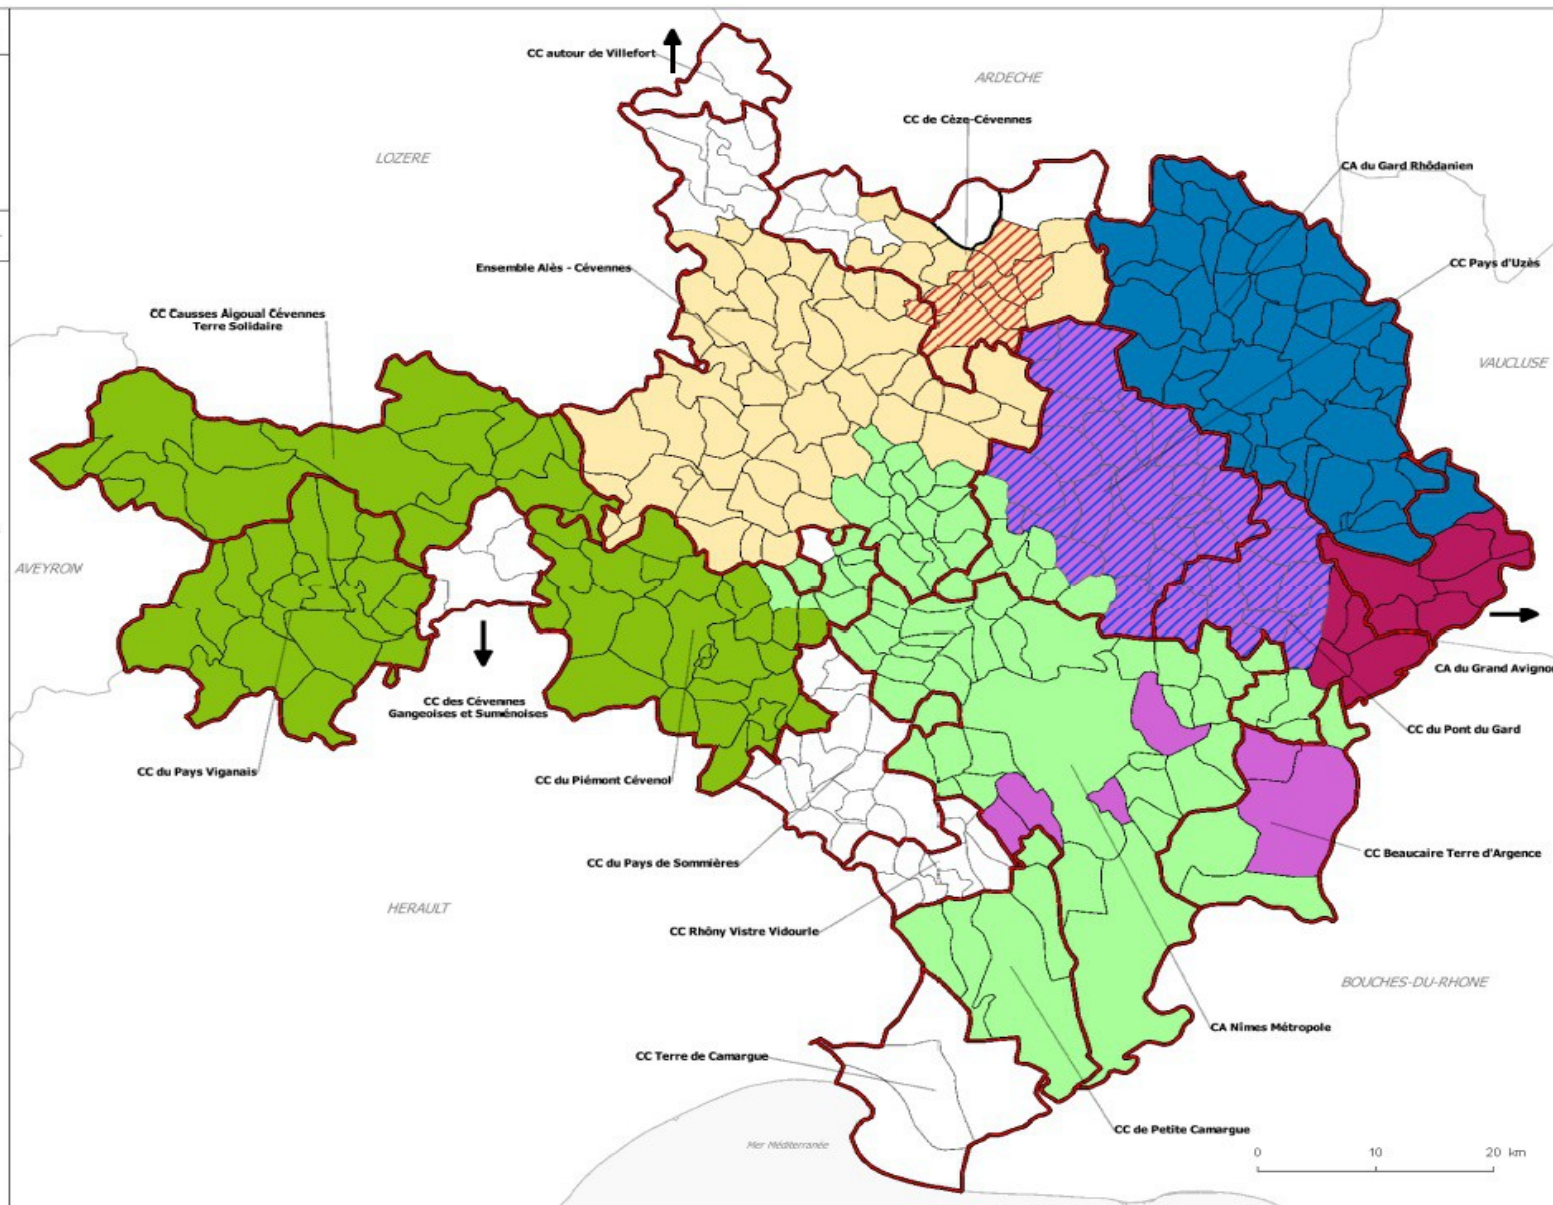 CC autour de Villefort
ARDECHE
CC de Cèze-Cévennes
LOZERE
CA du Gard Rhôdanien
Ensemble Alès - Cévennes
CC Pays d'Uzès
CC Causses Aigoual Cévennes
Terre Solidaire
VAUCLUSE
AVEYRON
CA du Grand Avignon
CC des Cévennes
Gangeoises et Suménoises
CC du Pont du Gard
CC du Pays Viganais
CC du Piémont Cévenol
CC du Pays de Sommières
CC Beaucaire Terre d'Argence
HERAULT
CC Rhôny Vistre Vidourle
BOUCHES-DU-RHONE
CA Nîmes Métropole
CC Terre de Camargue
CC de Petite Camargue
Mer Méditerranée
0 10 20 km